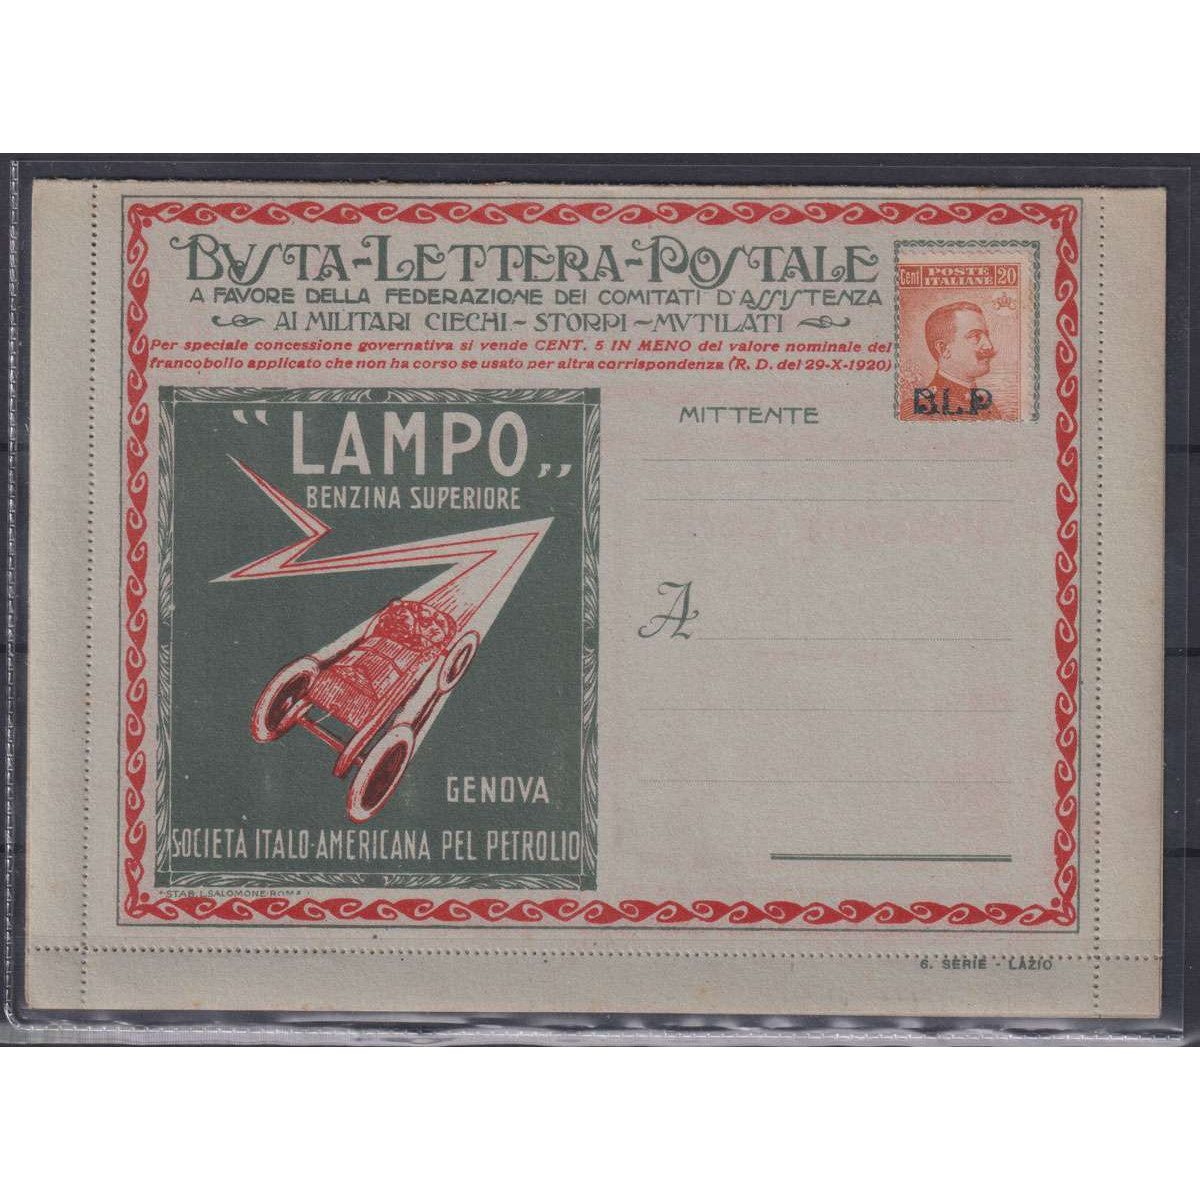 BVSTA-LETTERA-POSTALE
A FAVORE DELLA FEDERAZIONE DEI COMITATI D'ASSISTENZA
AI MILITARI CIECHI - STORPI - MVTILATI
Per speciale concessione governativa si vende CENT. 5 IN MENO del valore nominale del
francobollo applicato che non ha corso se usato per altra corrispondenza (R. D. del 29-X-1920)
Cent POSTE ITALIANE 20
B.L.P
MITTENTE
"LAMPO„
BENZINA SUPERIORE
A
GENOVA
SOCIETÀ ITALO-AMERICANA PEL PETROLIO
STAB. L. SALOMONE · ROMA
6. SERIE - LAZIO